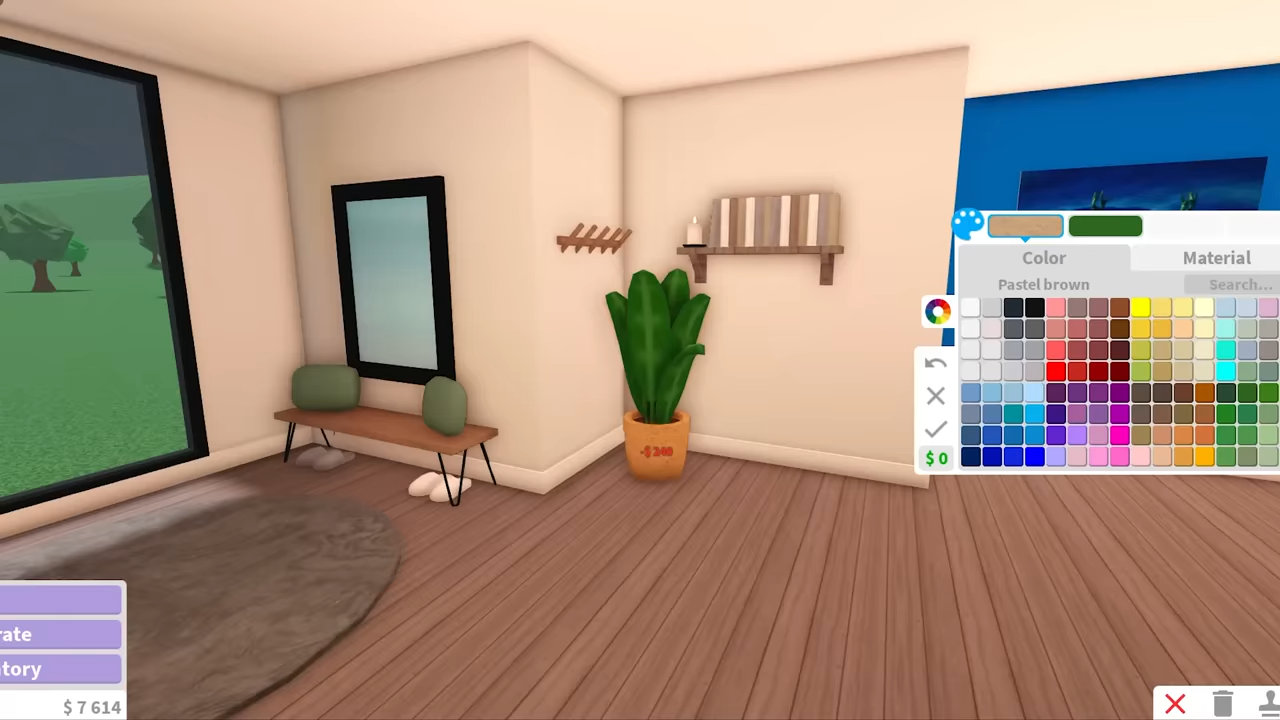 Color
Material
Pastel brown
Search...
-$240
$ 0
rate
tory
$ 7 614